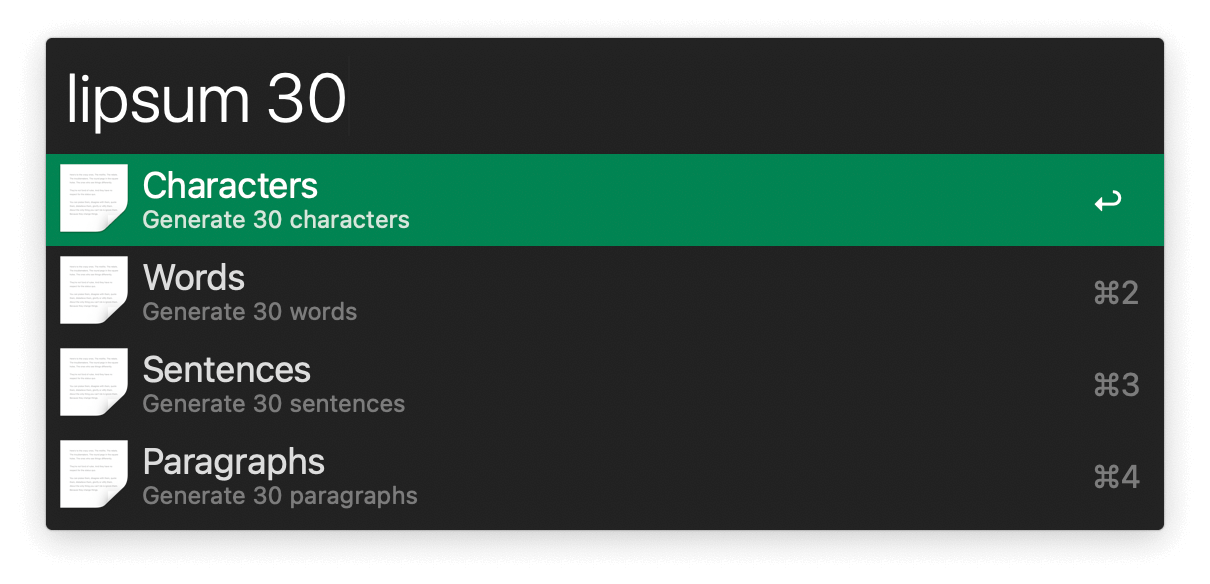 lipsum 30
Characters
Generate 30 characters
↩
Words
Generate 30 words
⌘2
Sentences
Generate 30 sentences
⌘3
Paragraphs
Generate 30 paragraphs
⌘4